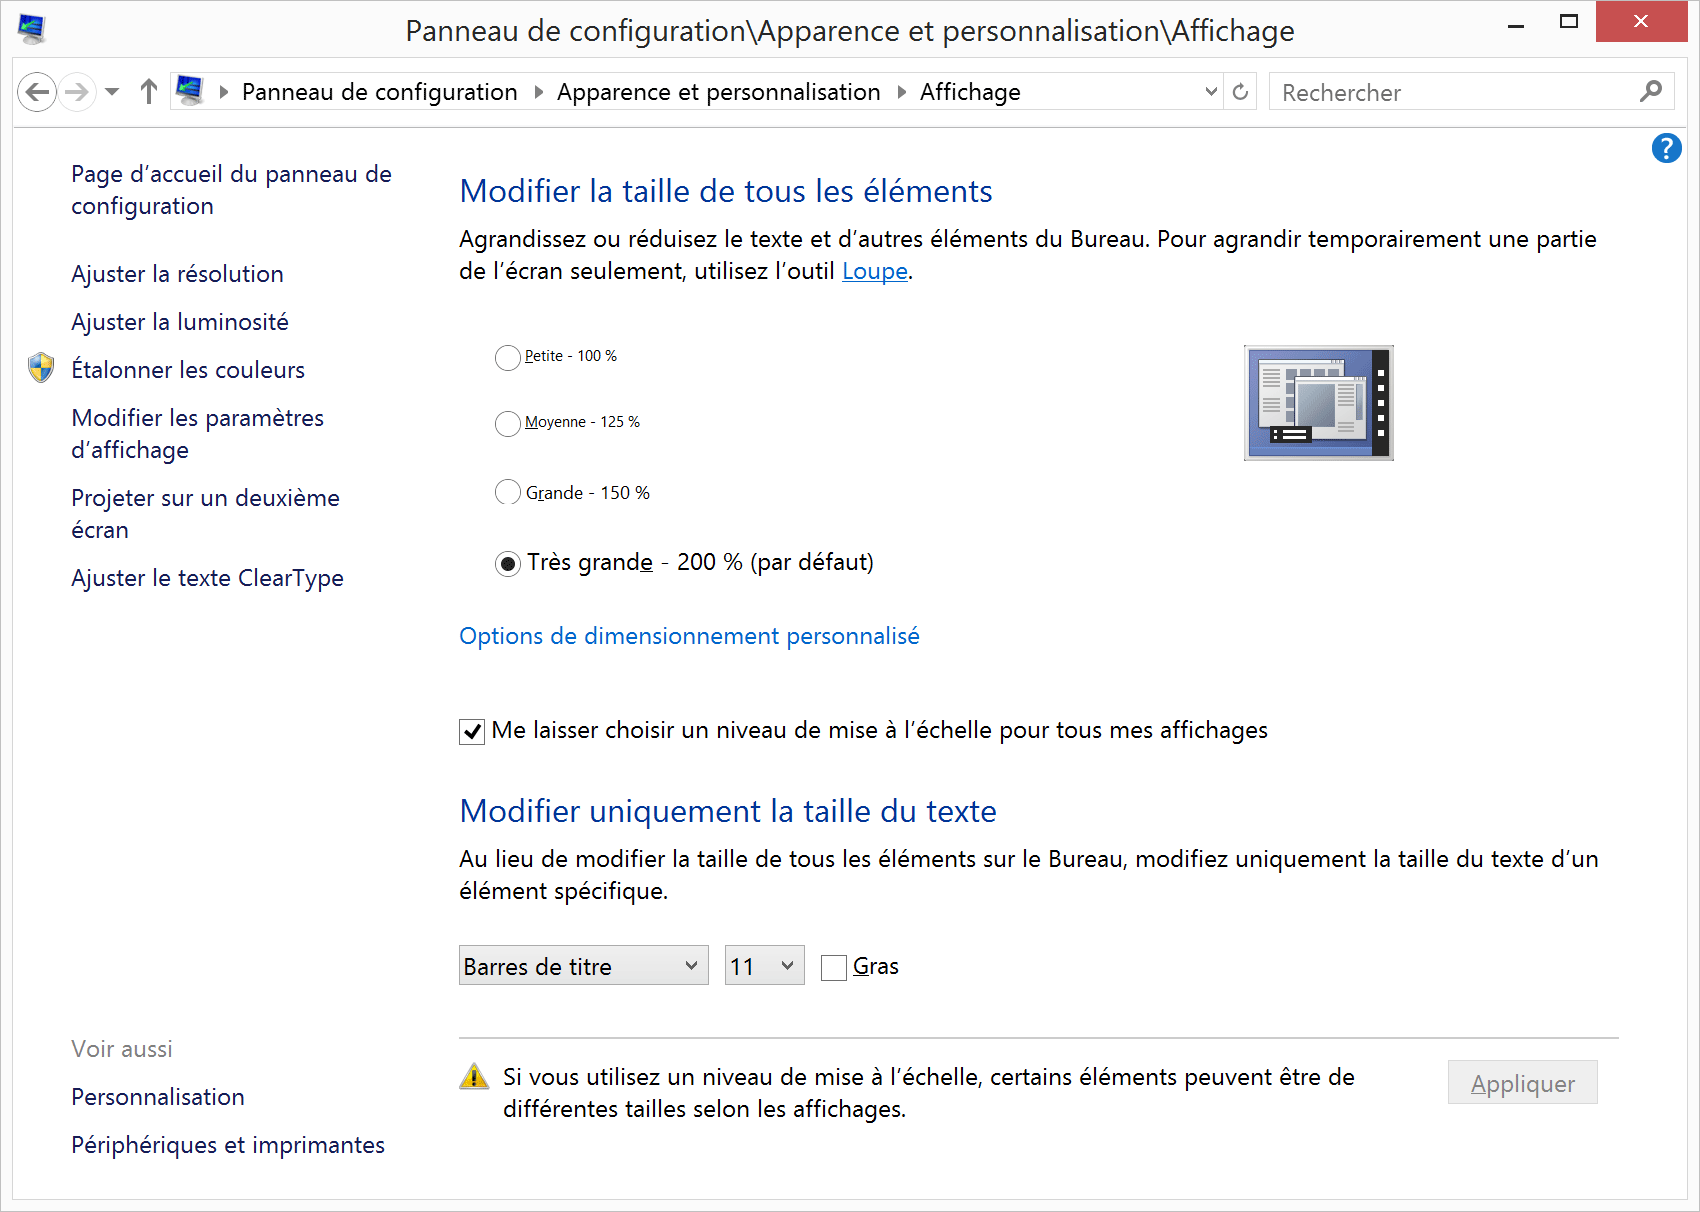 Panneau de configuration\Apparence et personnalisation\Affichage
Panneau de configuration Apparence et personnalisation Affichage
Rechercher
Page d’accueil du panneau de
configuration
Ajuster la résolution
Ajuster la luminosité
Étalonner les couleurs
Modifier les paramètres
d’affichage
Projeter sur un deuxième
écran
Ajuster le texte ClearType
Voir aussi
Personnalisation
Périphériques et imprimantes
?
Modifier la taille de tous les éléments
Agrandissez ou réduisez le texte et d’autres éléments du Bureau. Pour agrandir temporairement une partie
de l’écran seulement, utilisez l’outil Loupe.
Petite - 100 %
Moyenne - 125 %
Grande - 150 %
Très grande - 200 % (par défaut)
Options de dimensionnement personnalisé
Me laisser choisir un niveau de mise à l’échelle pour tous mes affichages
Modifier uniquement la taille du texte
Au lieu de modifier la taille de tous les éléments sur le Bureau, modifiez uniquement la taille du texte d’un
élément spécifique.
Barres de titre 11 Gras
Si vous utilisez un niveau de mise à l’échelle, certains éléments peuvent être de
différentes tailles selon les affichages.
Appliquer